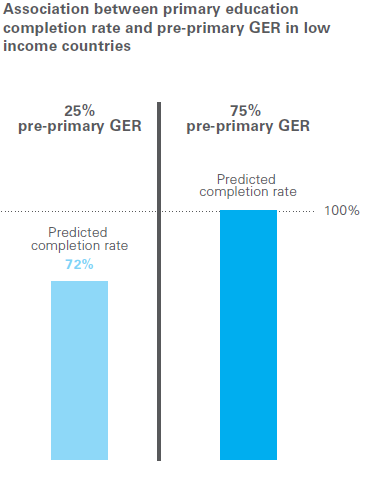 Association between primary education
completion rate and pre-primary GER in low
income countries
25%
pre-primary GER
75%
pre-primary GER
Predicted
completion rate
100%
Predicted
completion rate
72%